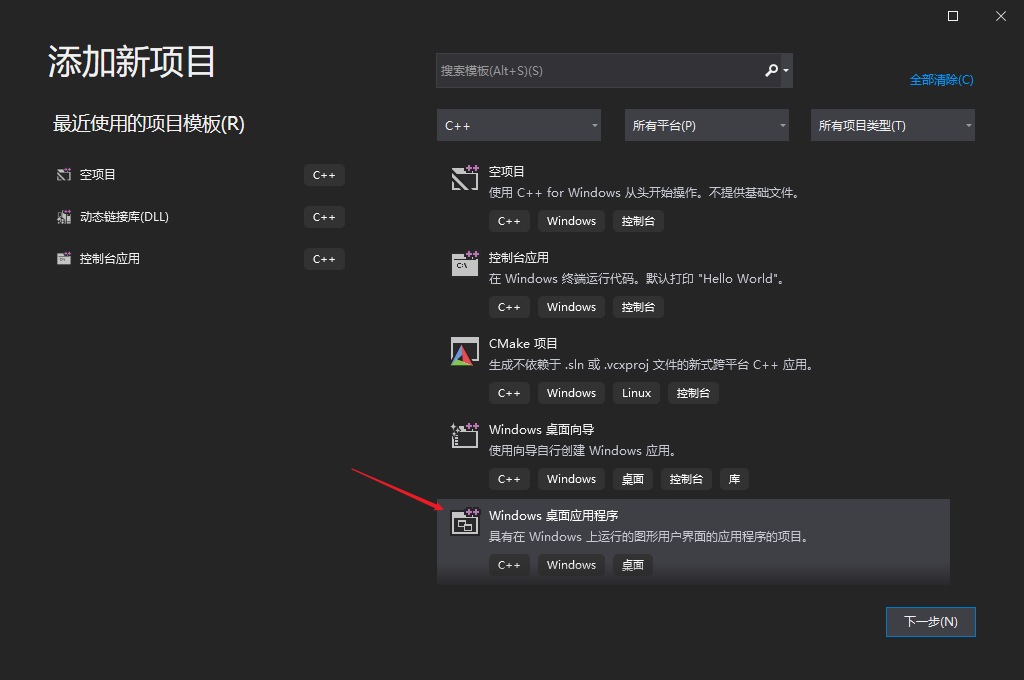 添加新项目
搜索模板(Alt+S)(S)
全部清除(C)
最近使用的项目模板(R)
C++
所有平台(P)
所有项目类型(T)
空项目
C++
动态链接库(DLL)
C++
控制台应用
C++
空项目
使用 C++ for Windows 从头开始操作。不提供基础文件。
C++ Windows 控制台
控制台应用
在 Windows 终端运行代码。默认打印 "Hello World"。
C++ Windows 控制台
CMake 项目
生成不依赖于 .sln 或 .vcxproj 文件的新式跨平台 C++ 应用。
C++ Windows Linux 控制台
Windows 桌面向导
使用向导自行创建 Windows 应用。
C++ Windows 桌面 控制台 库
Windows 桌面应用程序
具有在 Windows 上运行的图形用户界面的应用程序的项目。
C++ Windows 桌面
下一步(N)